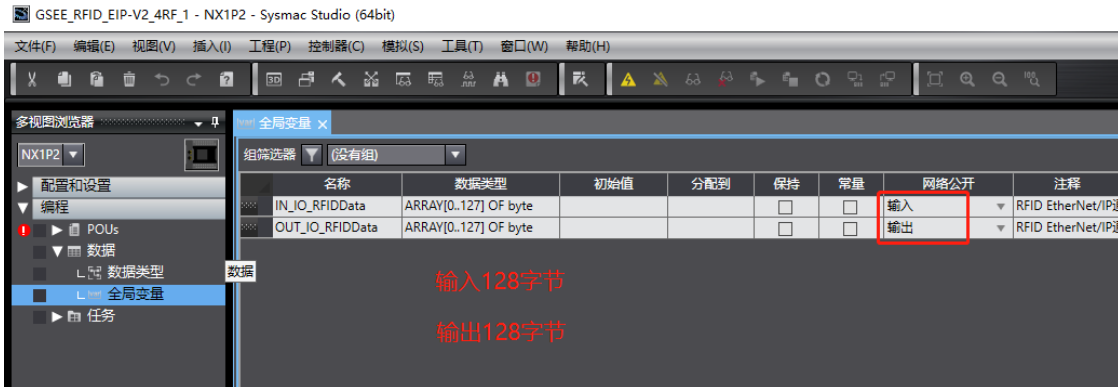 GSEE_RFID_EIP-V2_4RF_1 - NX1P2 - Sysmac Studio (64bit)
文件(F) 编辑(E) 视图(V) 插入(I) 工程(P) 控制器(C) 模拟(S) 工具(T) 窗口(W) 帮助(H)
多视图浏览器
全局变量
NX1P2
组筛选器 (没有组)
配置和设置
名称 数据类型 初始值 分配到 保持 常量 网络公开 注释
编程
IN_IO_RFIDData ARRAY[0..127] OF byte 输入 RFID EtherNet/IP
POUs
OUT_IO_RFIDData ARRAY[0..127] OF byte 输出 RFID EtherNet/IP
数据
数据类型
数据
全局变量
任务
输入128字节
输出128字节